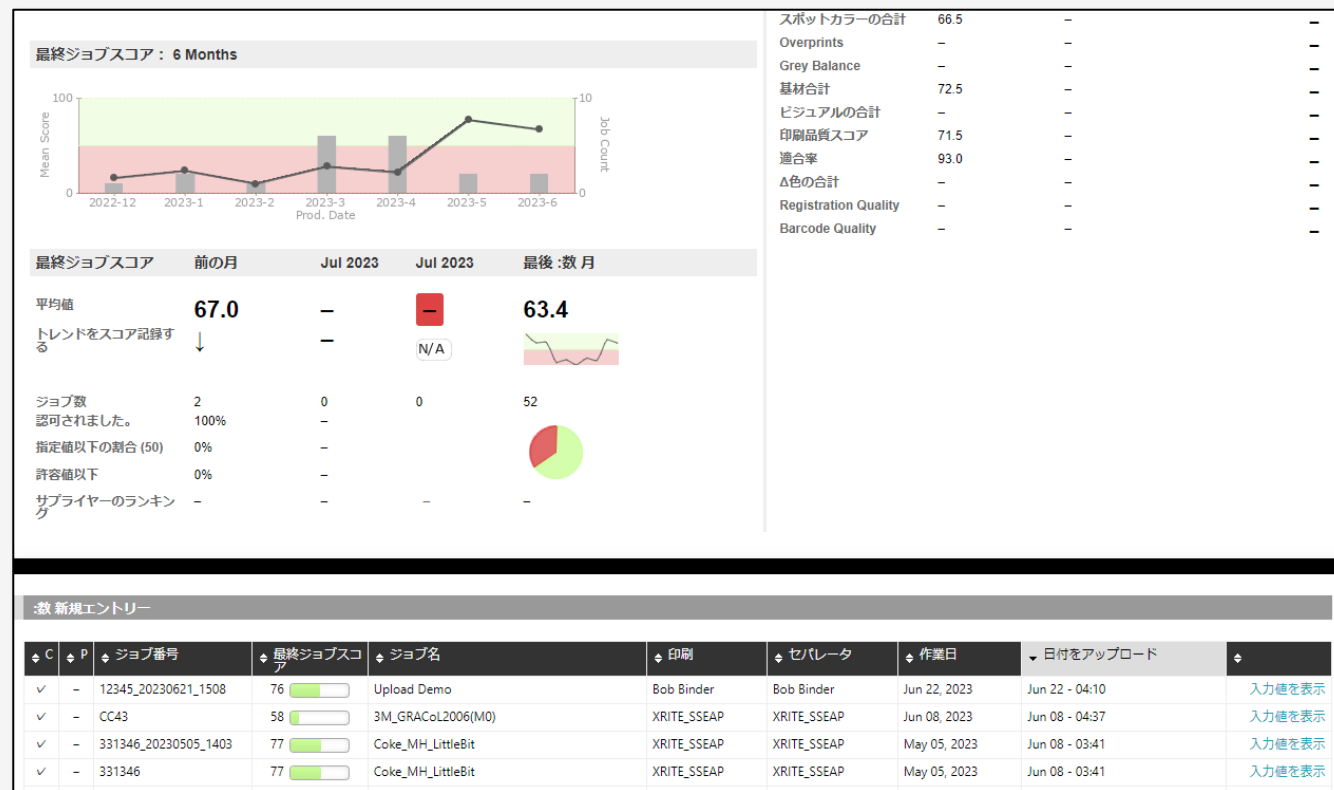 最終ジョブスコア： 6 Months
100
10
Mean Score
Job Count
0
0
2022-12 2023-1 2023-2 2023-3 2023-4 2023-5 2023-6
Prod. Date
最終ジョブスコア 前の月 Jul 2023 Jul 2023 最後 :数 月
平均値 67.0 – – 63.4
トレンドをスコア記録す
る ↓ – N/A
ジョブ数 2 0 0 52
認可されました。 100% –
指定値以下の割合 (50) 0% –
許容値以下 0% –
サプライヤーのランキン
グ – – – –
スポットカラーの合計 66.5 – –
Overprints – – –
Grey Balance – – –
基材合計 72.5 – –
ビジュアルの合計 – – –
印刷品質スコア 71.5 – –
適合率 93.0 – –
Δ色の合計 – – –
Registration Quality – – –
Barcode Quality – – –
:数 新規エントリー
C P ジョブ番号 最終ジョブスコ
ア ジョブ名 印刷 セパレータ 作業日 日付をアップロード
✓ – 12345_20230621_1508 76 Upload Demo Bob Binder Bob Binder Jun 22, 2023 Jun 22 - 04:10 入力値を表示
✓ – CC43 58 3M_GRACoL2006(M0) XRITE_SSEAP XRITE_SSEAP Jun 08, 2023 Jun 08 - 04:37 入力値を表示
✓ – 331346_20230505_1403 77 Coke_MH_LittleBit XRITE_SSEAP XRITE_SSEAP May 05, 2023 Jun 08 - 03:41 入力値を表示
✓ – 331346 77 Coke_MH_LittleBit XRITE_SSEAP XRITE_SSEAP May 05, 2023 Jun 08 - 03:41 入力値を表示